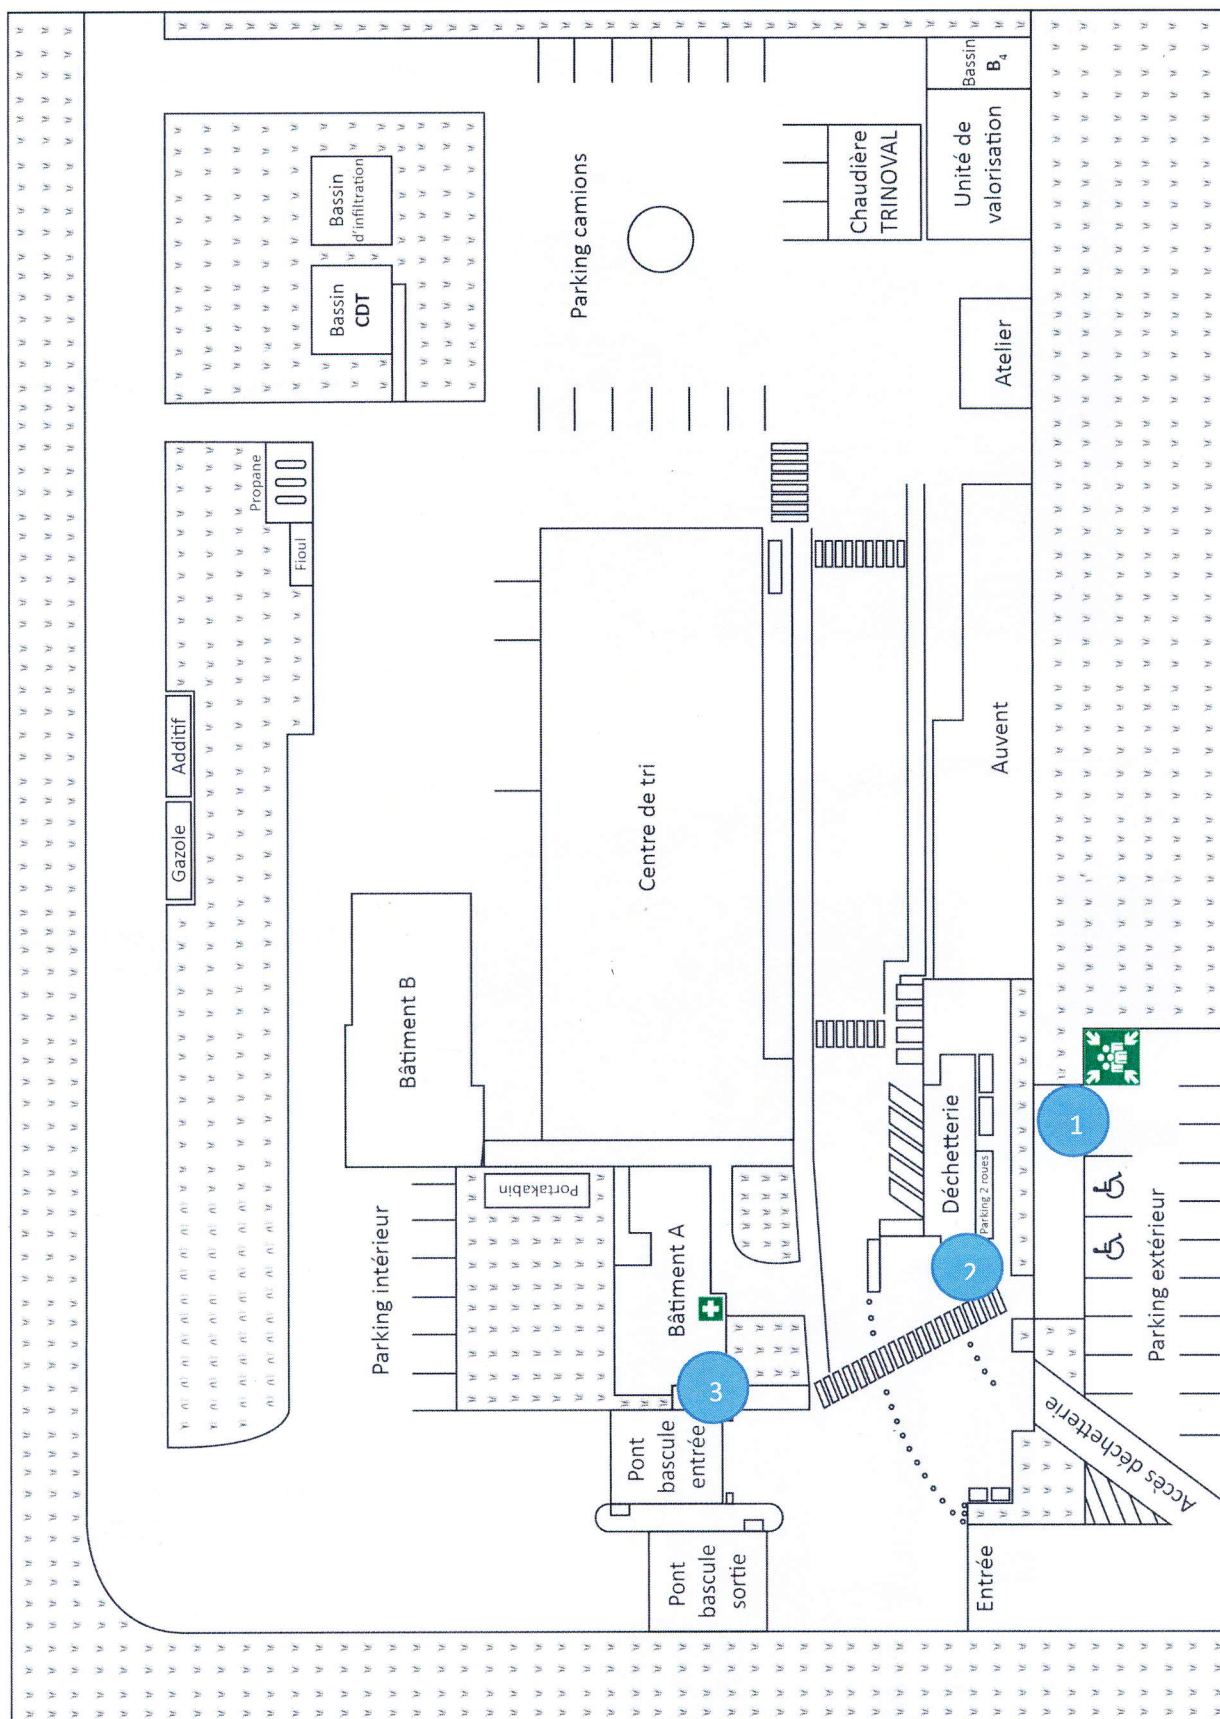 Bassin
d'infiltration
Bassin
CDT
Propane
Fioul
Additif
Gazole
Parking camions
Bassin
B4
Unité de
valorisation
Chaudière
TRINOVAL
Atelier
Auvent
Centre de tri
Bâtiment B
Portakabin
Parking intérieur
Bâtiment A
Déchetterie
Parking 2 roues
1
2
3
Pont
bascule
entrée
Pont
bascule
sortie
Entrée
Accès déchetterie
Parking extérieur